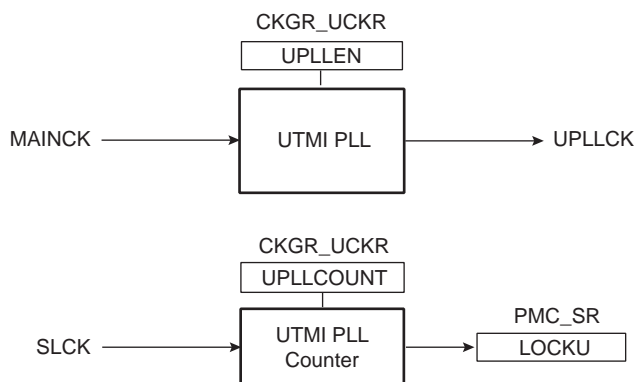 CKGR_UCKR
UPLLEN
MAINCK
UTMI PLL
UPLLCK
CKGR_UCKR
UPLLCOUNT
SLCK
UTMI PLL
Counter
PMC_SR
LOCKU